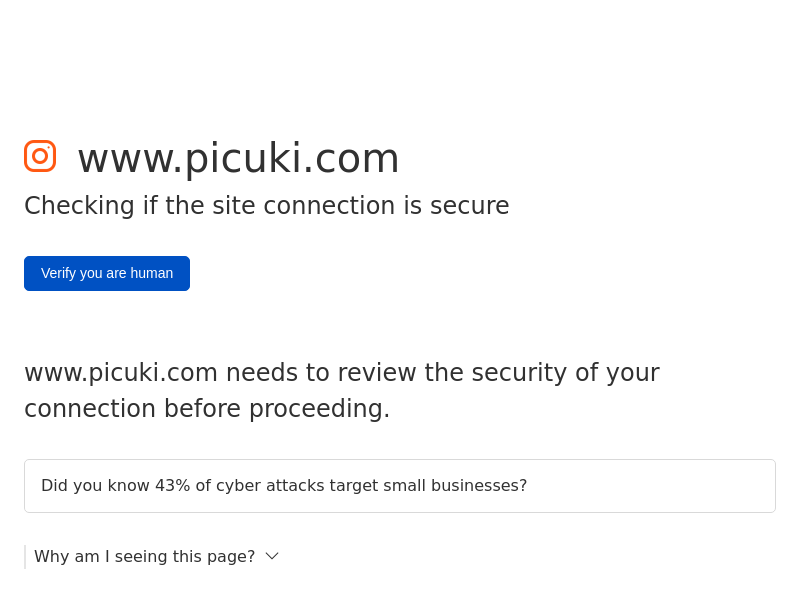 www.picuki.com
Checking if the site connection is secure
Verify you are human
www.picuki.com needs to review the security of your
connection before proceeding.
Did you know 43% of cyber attacks target small businesses?
Why am I seeing this page?